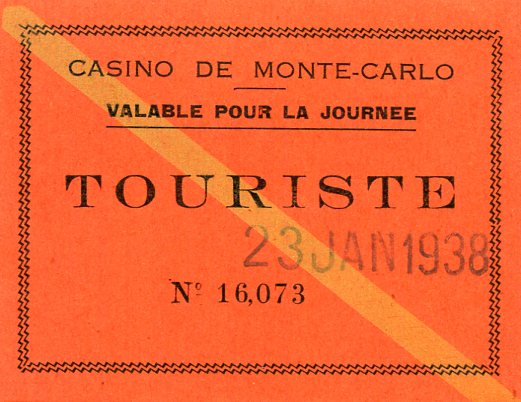 CASINO DE MONTE-CARLO
VALABLE POUR LA JOURNEE
TOURISTE
23 JAN 1938
Nº 16,073